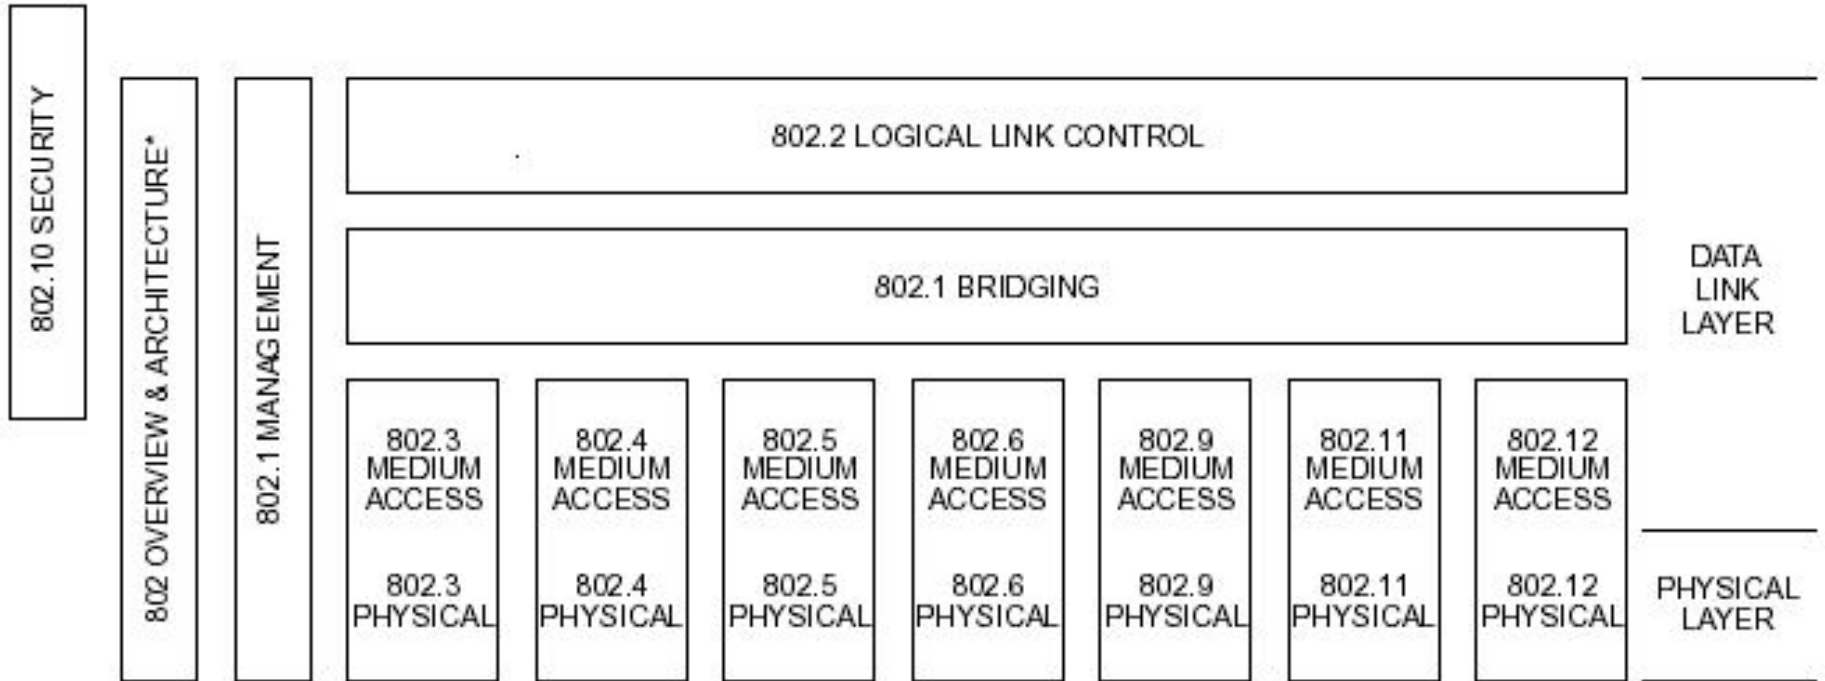 802.10 SECURITY
802 OVERVIEW & ARCHITECTURE*
802.1 MANAGEMENT
802.2 LOGICAL LINK CONTROL
802.1 BRIDGING
802.3
MEDIUM
ACCESS
802.3
PHYSICAL
802.4
MEDIUM
ACCESS
802.4
PHYSICAL
802.5
MEDIUM
ACCESS
802.5
PHYSICAL
802.6
MEDIUM
ACCESS
802.6
PHYSICAL
802.9
MEDIUM
ACCESS
802.9
PHYSICAL
802.11
MEDIUM
ACCESS
802.11
PHYSICAL
802.12
MEDIUM
ACCESS
802.12
PHYSICAL
DATA
LINK
LAYER
PHYSICAL
LAYER